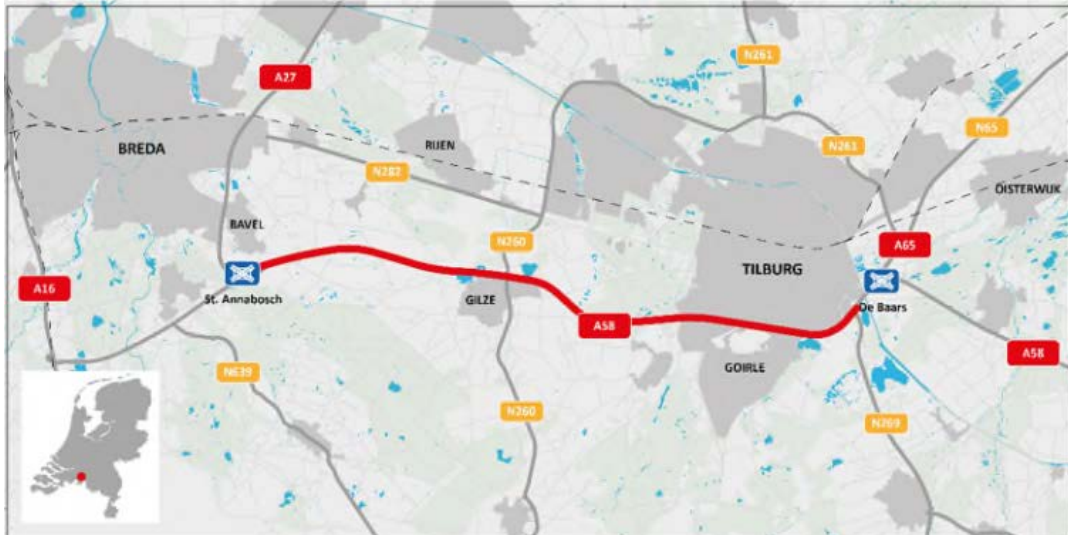 N261
A27
N65
BREDA
RIJEN
N261
N282
OISTERWIJK
BAVEL
N260
A65
TILBURG
A16
St. Annabosch
GILZE
De Baars
A58
A58
GOIRLE
N639
N260
N269